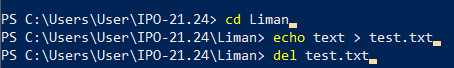 PS C:\Users\User\IPO-21.24> cd Liman
PS C:\Users\User\IPO-21.24\Liman> echo text > test.txt
PS C:\Users\User\IPO-21.24\Liman> del test.txt